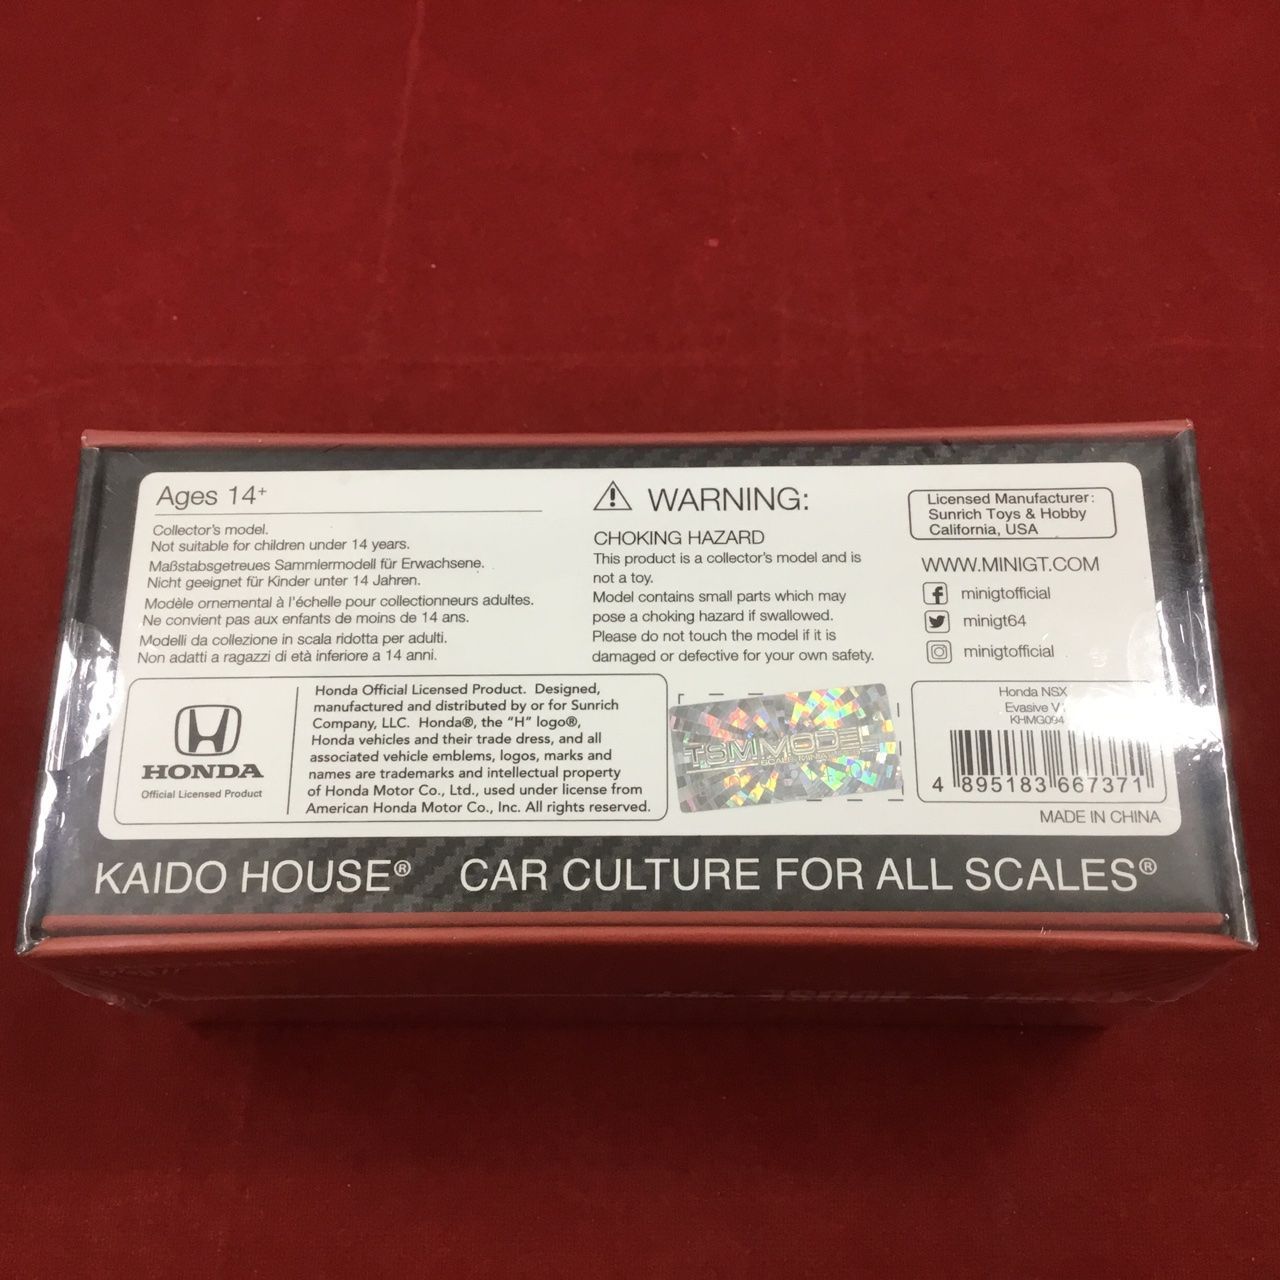 Ages 14+
Collector's model.
Not suitable for children under 14 years.
Maßstabsgetreues Sammlermodell für Erwachsene.
Nicht geeignet für Kinder unter 14 Jahren.
Modèle ornemental à l'échelle pour collectionneurs adultes.
Ne convient pas aux enfants de moins de 14 ans.
Modelli da collezione in scala ridotta per adulti.
Non adatti a ragazzi di età inferiore a 14 anni.
WARNING:
CHOKING HAZARD
This product is a collector's model and is
not a toy.
Model contains small parts which may
pose a choking hazard if swallowed.
Please do not touch the model if it is
damaged or defective for your own safety.
Licensed Manufacturer:
Sunrich Toys & Hobby
California, USA
WWW.MINIGT.COM
minigtofficial
minigt64
minigtofficial
HONDA
Official Licensed Product
Honda Official Licensed Product. Designed,
manufactured and distributed by or for Sunrich
Company, LLC. Honda®, the "H" logo®,
Honda vehicles and their trade dress, and all
associated vehicle emblems, logos, marks and
names are trademarks and intellectual property
of Honda Motor Co., Ltd., used under license from
American Honda Motor Co., Inc. All rights reserved.
TSM MODEL
SCALE MINIA
Honda NSX
Evasive V
KHMG094
4 895183 667371
MADE IN CHINA
KAIDO HOUSE® CAR CULTURE FOR ALL SCALES®